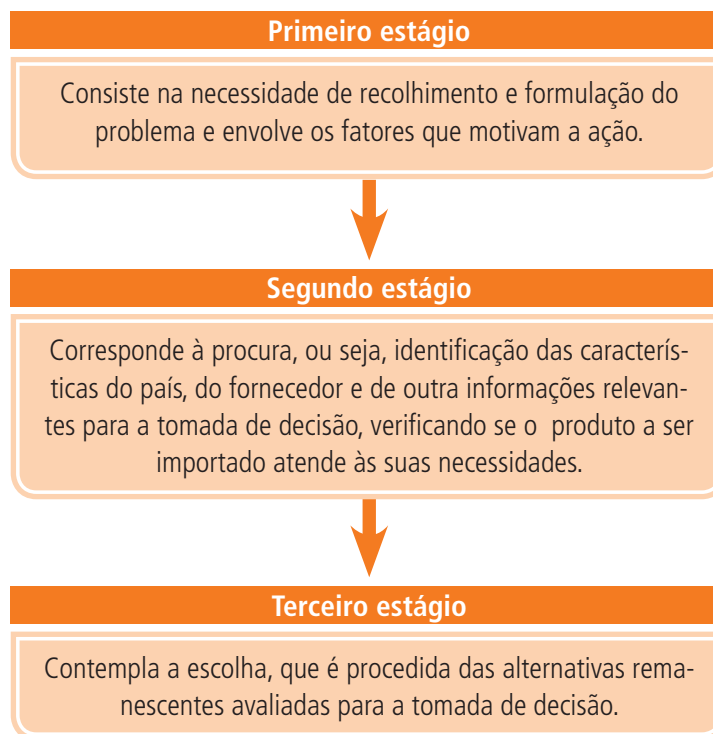 Primeiro estágio
Consiste na necessidade de recolhimento e formulação do
problema e envolve os fatores que motivam a ação.
Segundo estágio
Corresponde à procura, ou seja, identificação das caracterís-
ticas do país, do fornecedor e de outra informações relevan-
tes para a tomada de decisão, verificando se o produto a ser
importado atende às suas necessidades.
Terceiro estágio
Contempla a escolha, que é procedida das alternativas rema-
nescentes avaliadas para a tomada de decisão.